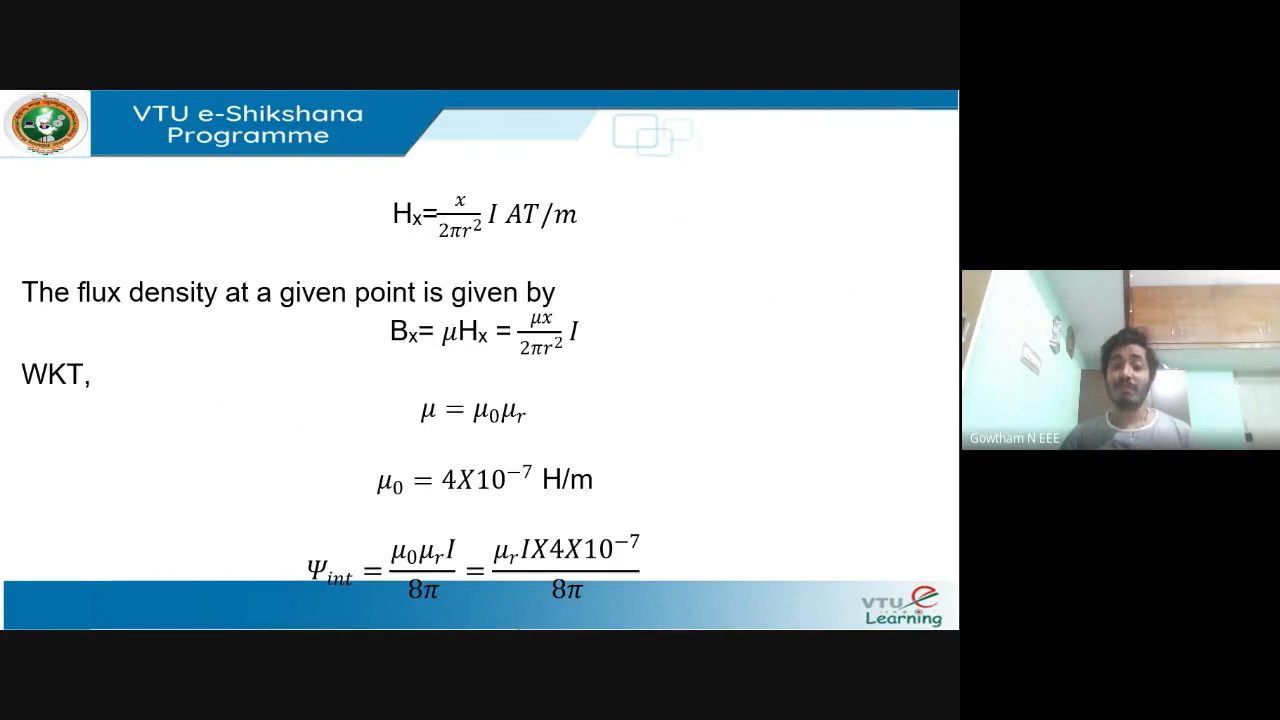 VTU e-Shikshana
Programme
Hₓ= x/2πr² I AT/m
The flux density at a given point is given by
Bₓ= μHₓ = μx/2πr² I
WKT,
μ = μ₀μᵣ
μ₀ = 4X10⁻⁷ H/m
Ψᵢₙₜ = μ₀μᵣI/8π = μᵣIX4X10⁻⁷/8π
Gowtham N EEE
VTU e
Learning